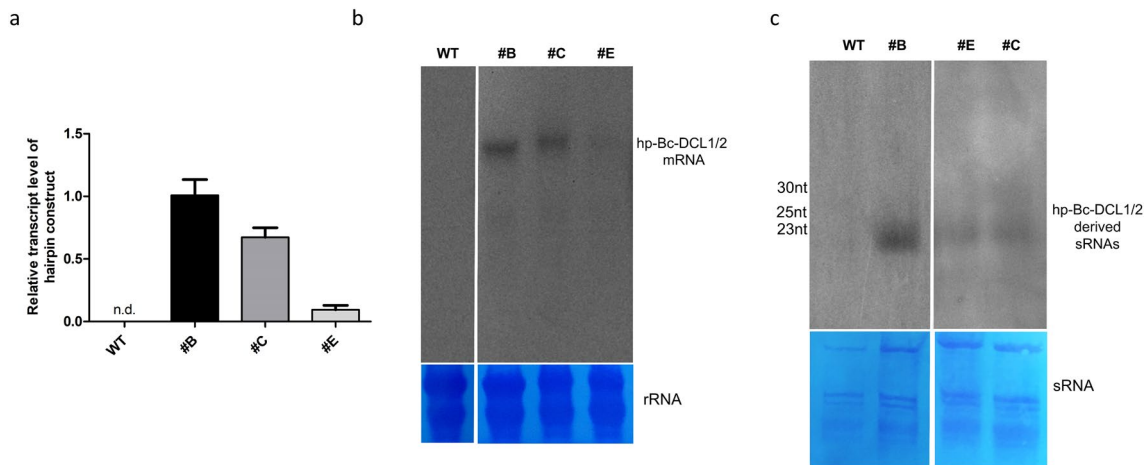 a
Relative transcript level of
hairpin construct
1.5
1.0
0.5
0.0
n.d.
WT
#B
#C
#E
b
WT #B #C #E
hp-Bc-DCL1/2
mRNA
rRNA
c
WT #B #E #C
30nt
25nt
23nt
hp-Bc-DCL1/2
derived
sRNAs
sRNA